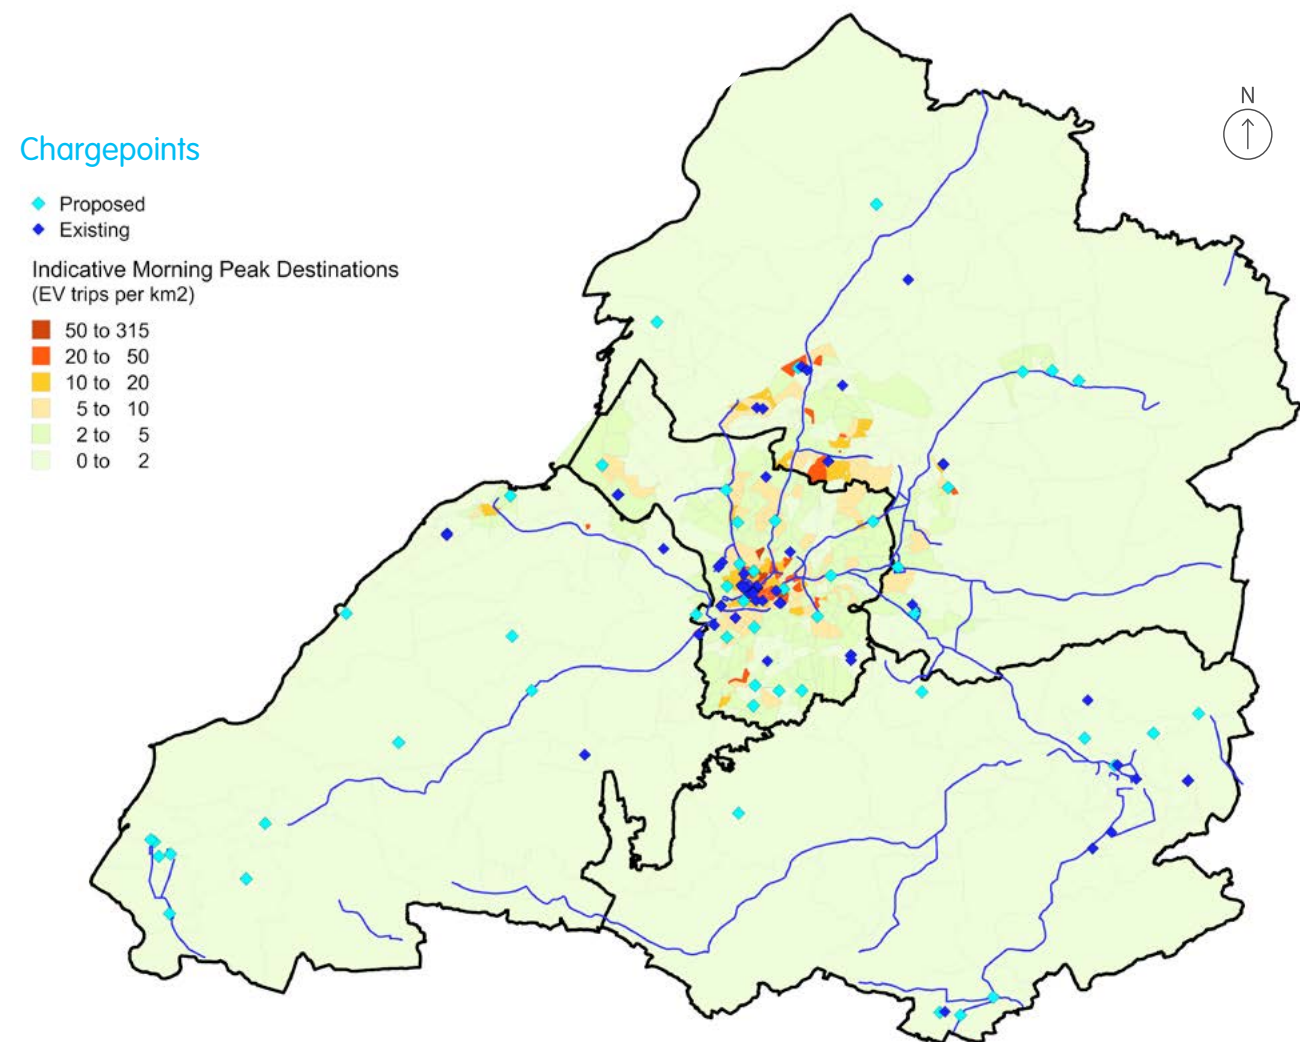 N
Chargepoints
Proposed
Existing
Indicative Morning Peak Destinations
(EV trips per km2)
50 to 315
20 to 50
10 to 20
5 to 10
2 to 5
0 to 2